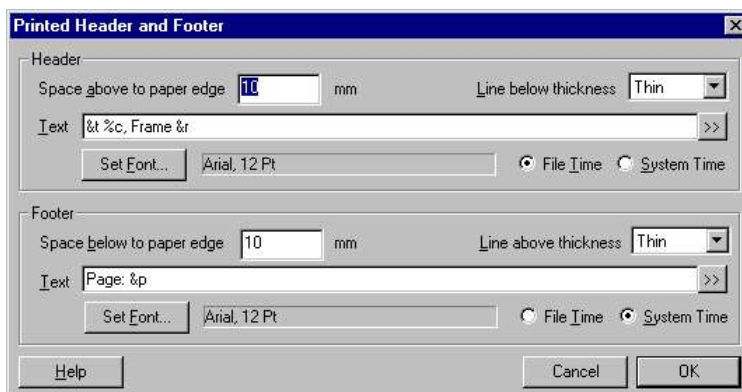 Printed Header and Footer
Header
Space above to paper edge 10 mm Line below thickness Thin
Text &t %c, Frame &r >>
Set Font... Arial, 12 Pt File Time System Time
Footer
Space below to paper edge 10 mm Line above thickness Thin
Text Page: &p >>
Set Font... Arial, 12 Pt File Time System Time
Help Cancel OK